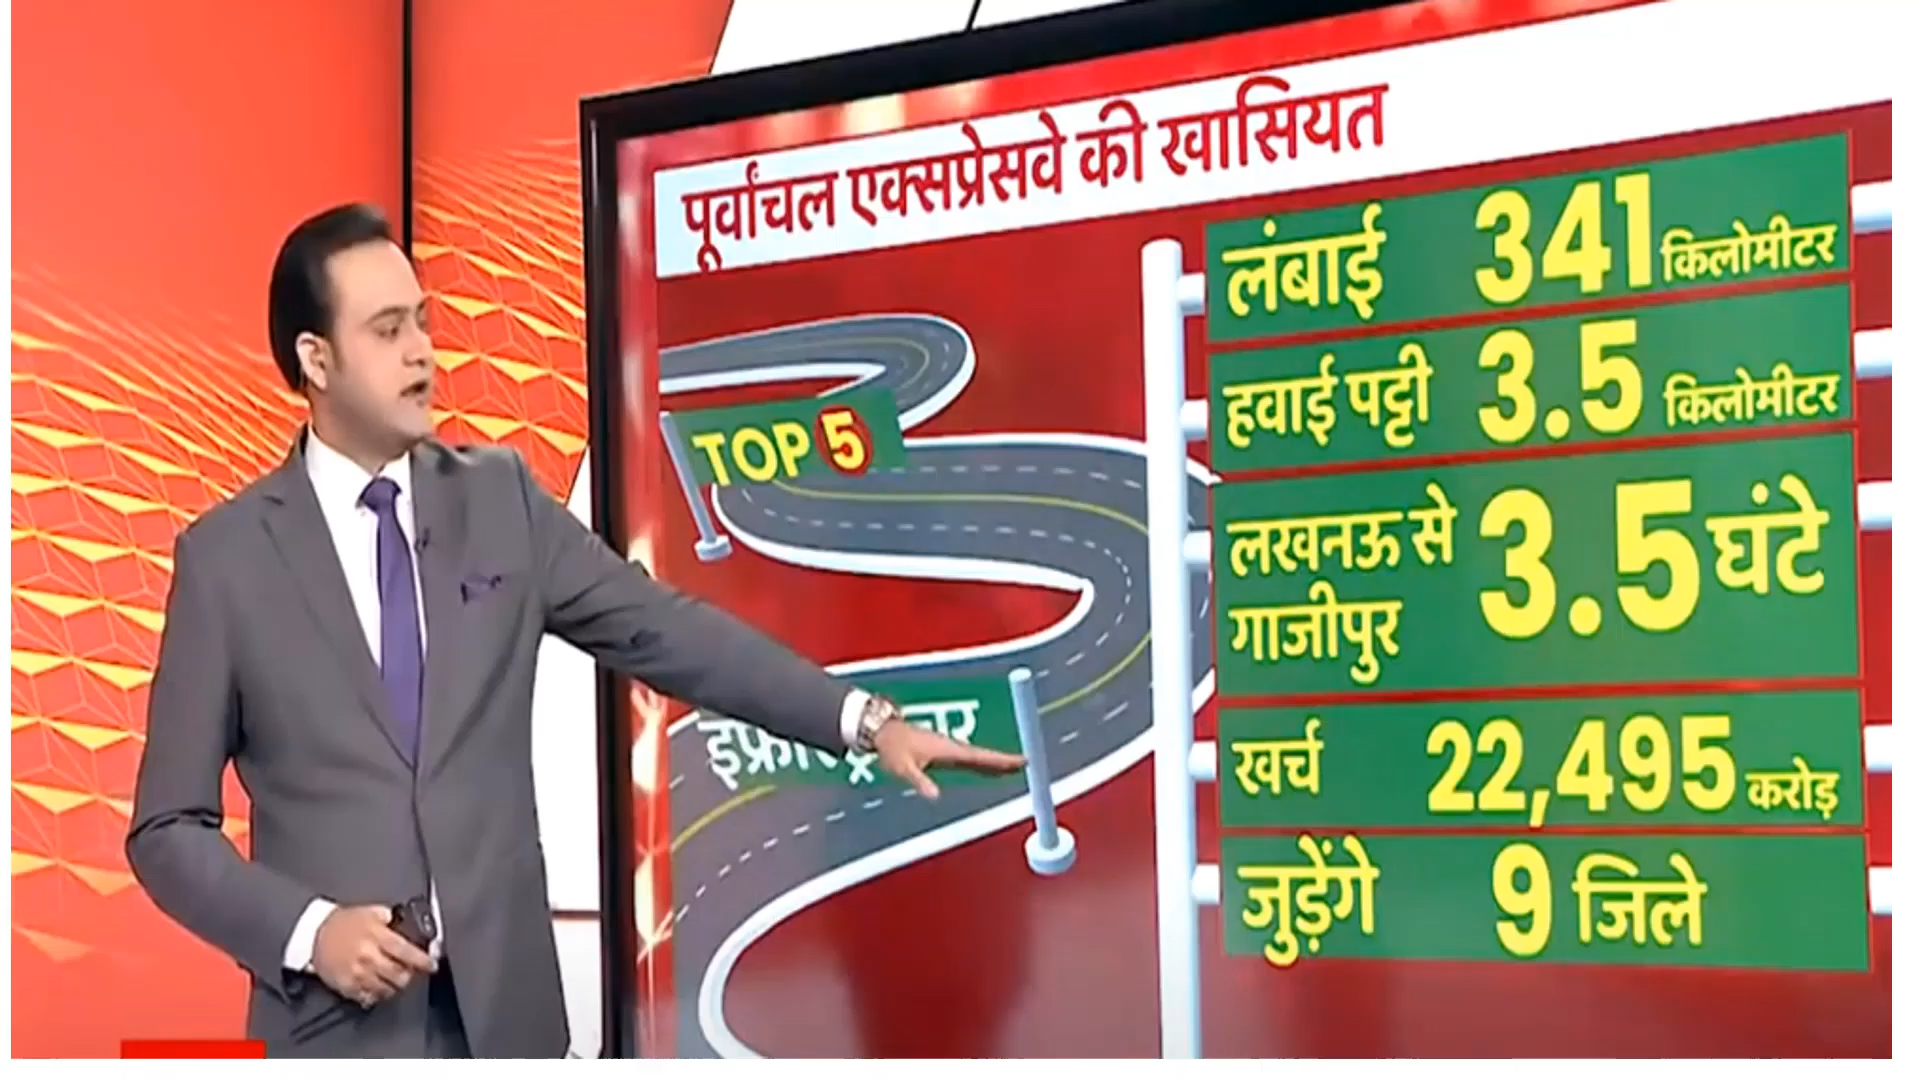 पूर्वांचल एक्सप्रेसवे की खासियत
TOP 5
लंबाई 341 किलोमीटर
हवाई पट्टी 3.5 किलोमीटर
लखनऊ से
गाजीपुर
3.5 घंटे
खर्च 22,495 करोड़
जुड़ेंगे 9 जिले